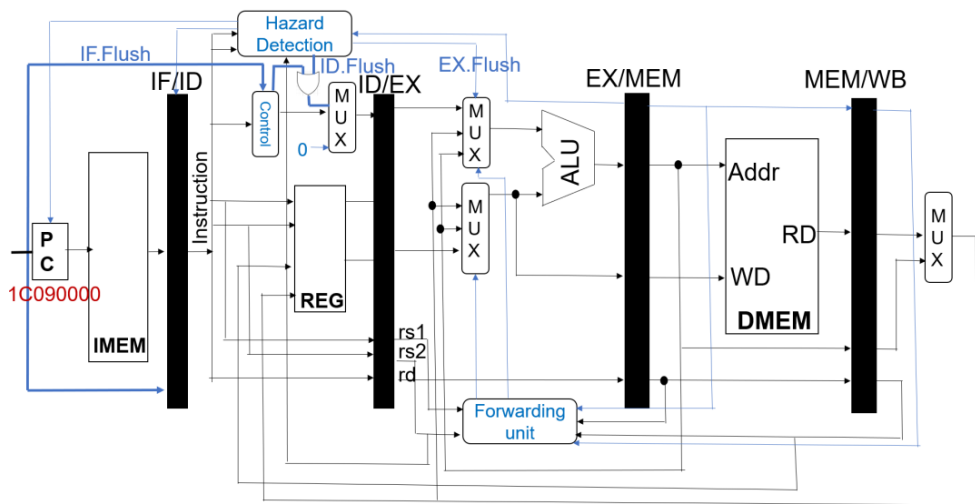 Hazard
Detection
IF.Flush
ID.Flush
EX.Flush
IF/ID
ID/EX
EX/MEM
MEM/WB
Control
M
U
X
0
M
U
X
M
U
X
ALU
Instruction
P
C
1C090000
IMEM
REG
Addr
RD
WD
DMEM
M
U
X
rs1
rs2
rd
Forwarding
unit